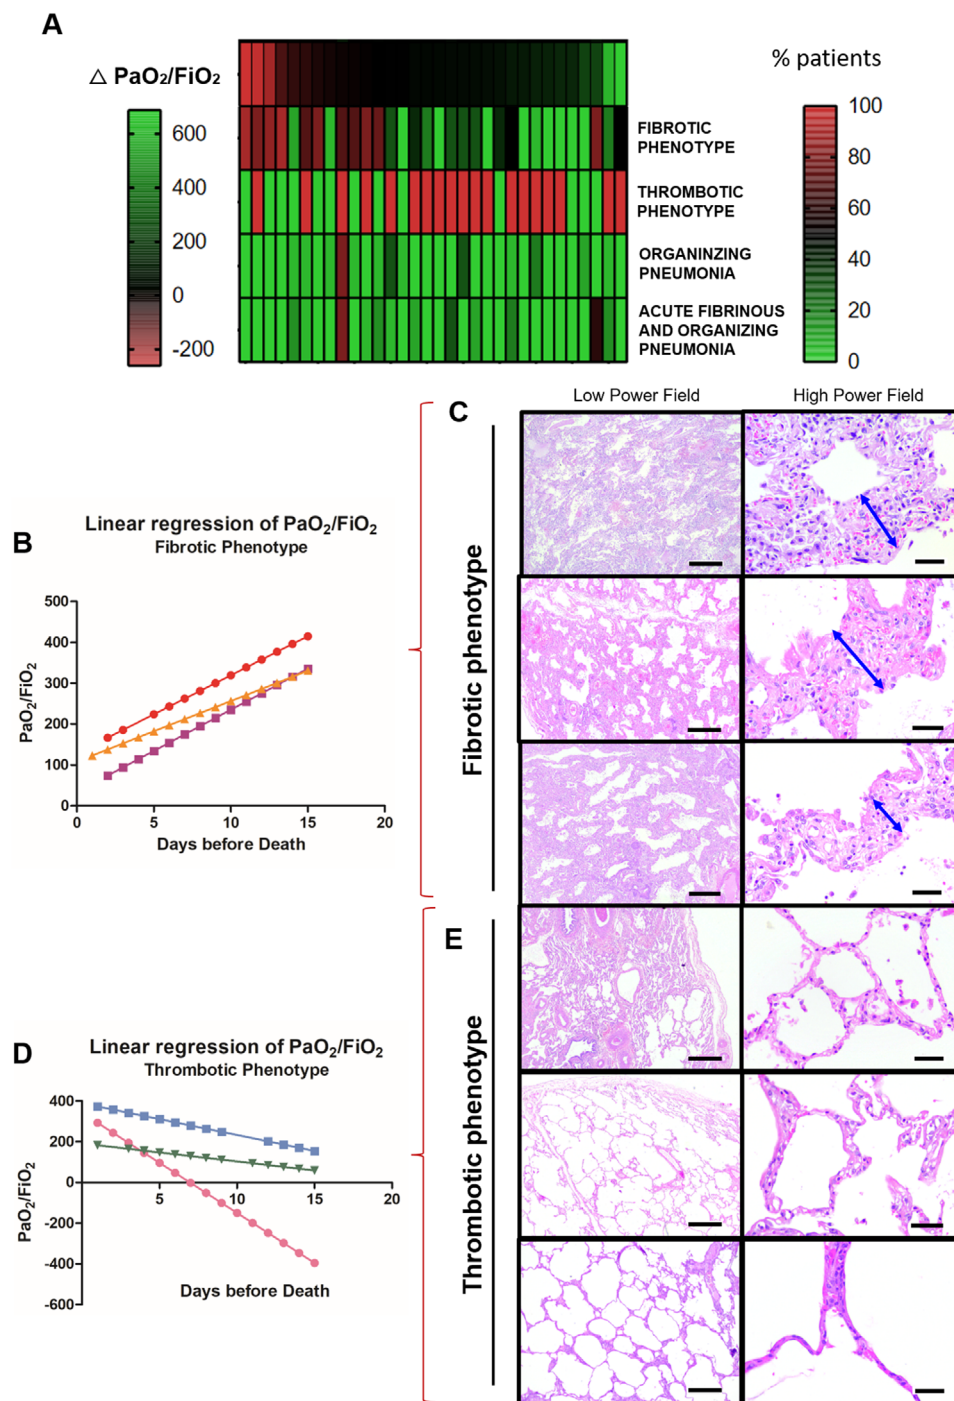 A
△ PaO2/FiO2
% patients
600
400
200
0
-200
FIBROTIC
PHENOTYPE
THROMBOTIC
PHENOTYPE
ORGANINZING
PNEUMONIA
ACUTE FIBRINOUS
AND ORGANIZING
PNEUMONIA
100
80
60
40
20
0
B
Linear regression of PaO2/FiO2
Fibrotic Phenotype
PaO2/FiO2
500
400
300
200
100
0
0
5
10
15
20
Days before Death
C
Low Power Field
High Power Field
Fibrotic phenotype
D
Linear regression of PaO2/FiO2
Thrombotic Phenotype
PaO2/FiO2
400
200
0
-200
-400
-600
5
10
15
20
Days before Death
E
Thrombotic phenotype